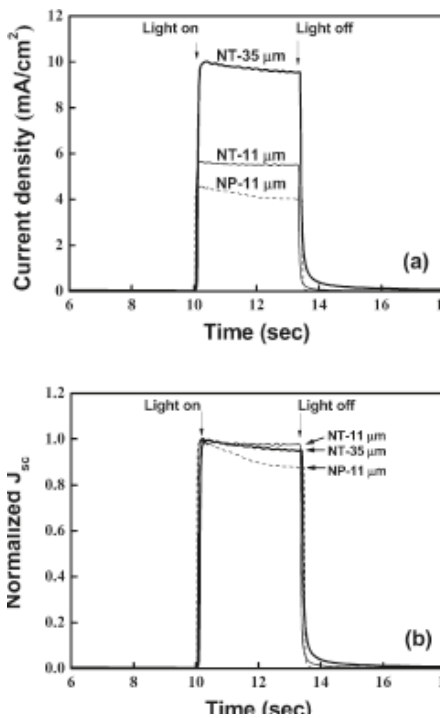 Light on Light off
12
NT-35 μm
10
8
NT-11 μm
6
NP-11 μm
4
2
(a)
0
6 8 10 12 14 16
Current density (mA/cm²)
Time (sec)
1.2
Light on Light off
NT-11 μm
1.0
NT-35 μm
NP-11 μm
0.8
0.6
0.4
0.2
(b)
0.0
6 8 10 12 14 16
Normalized Jsc
Time (sec)